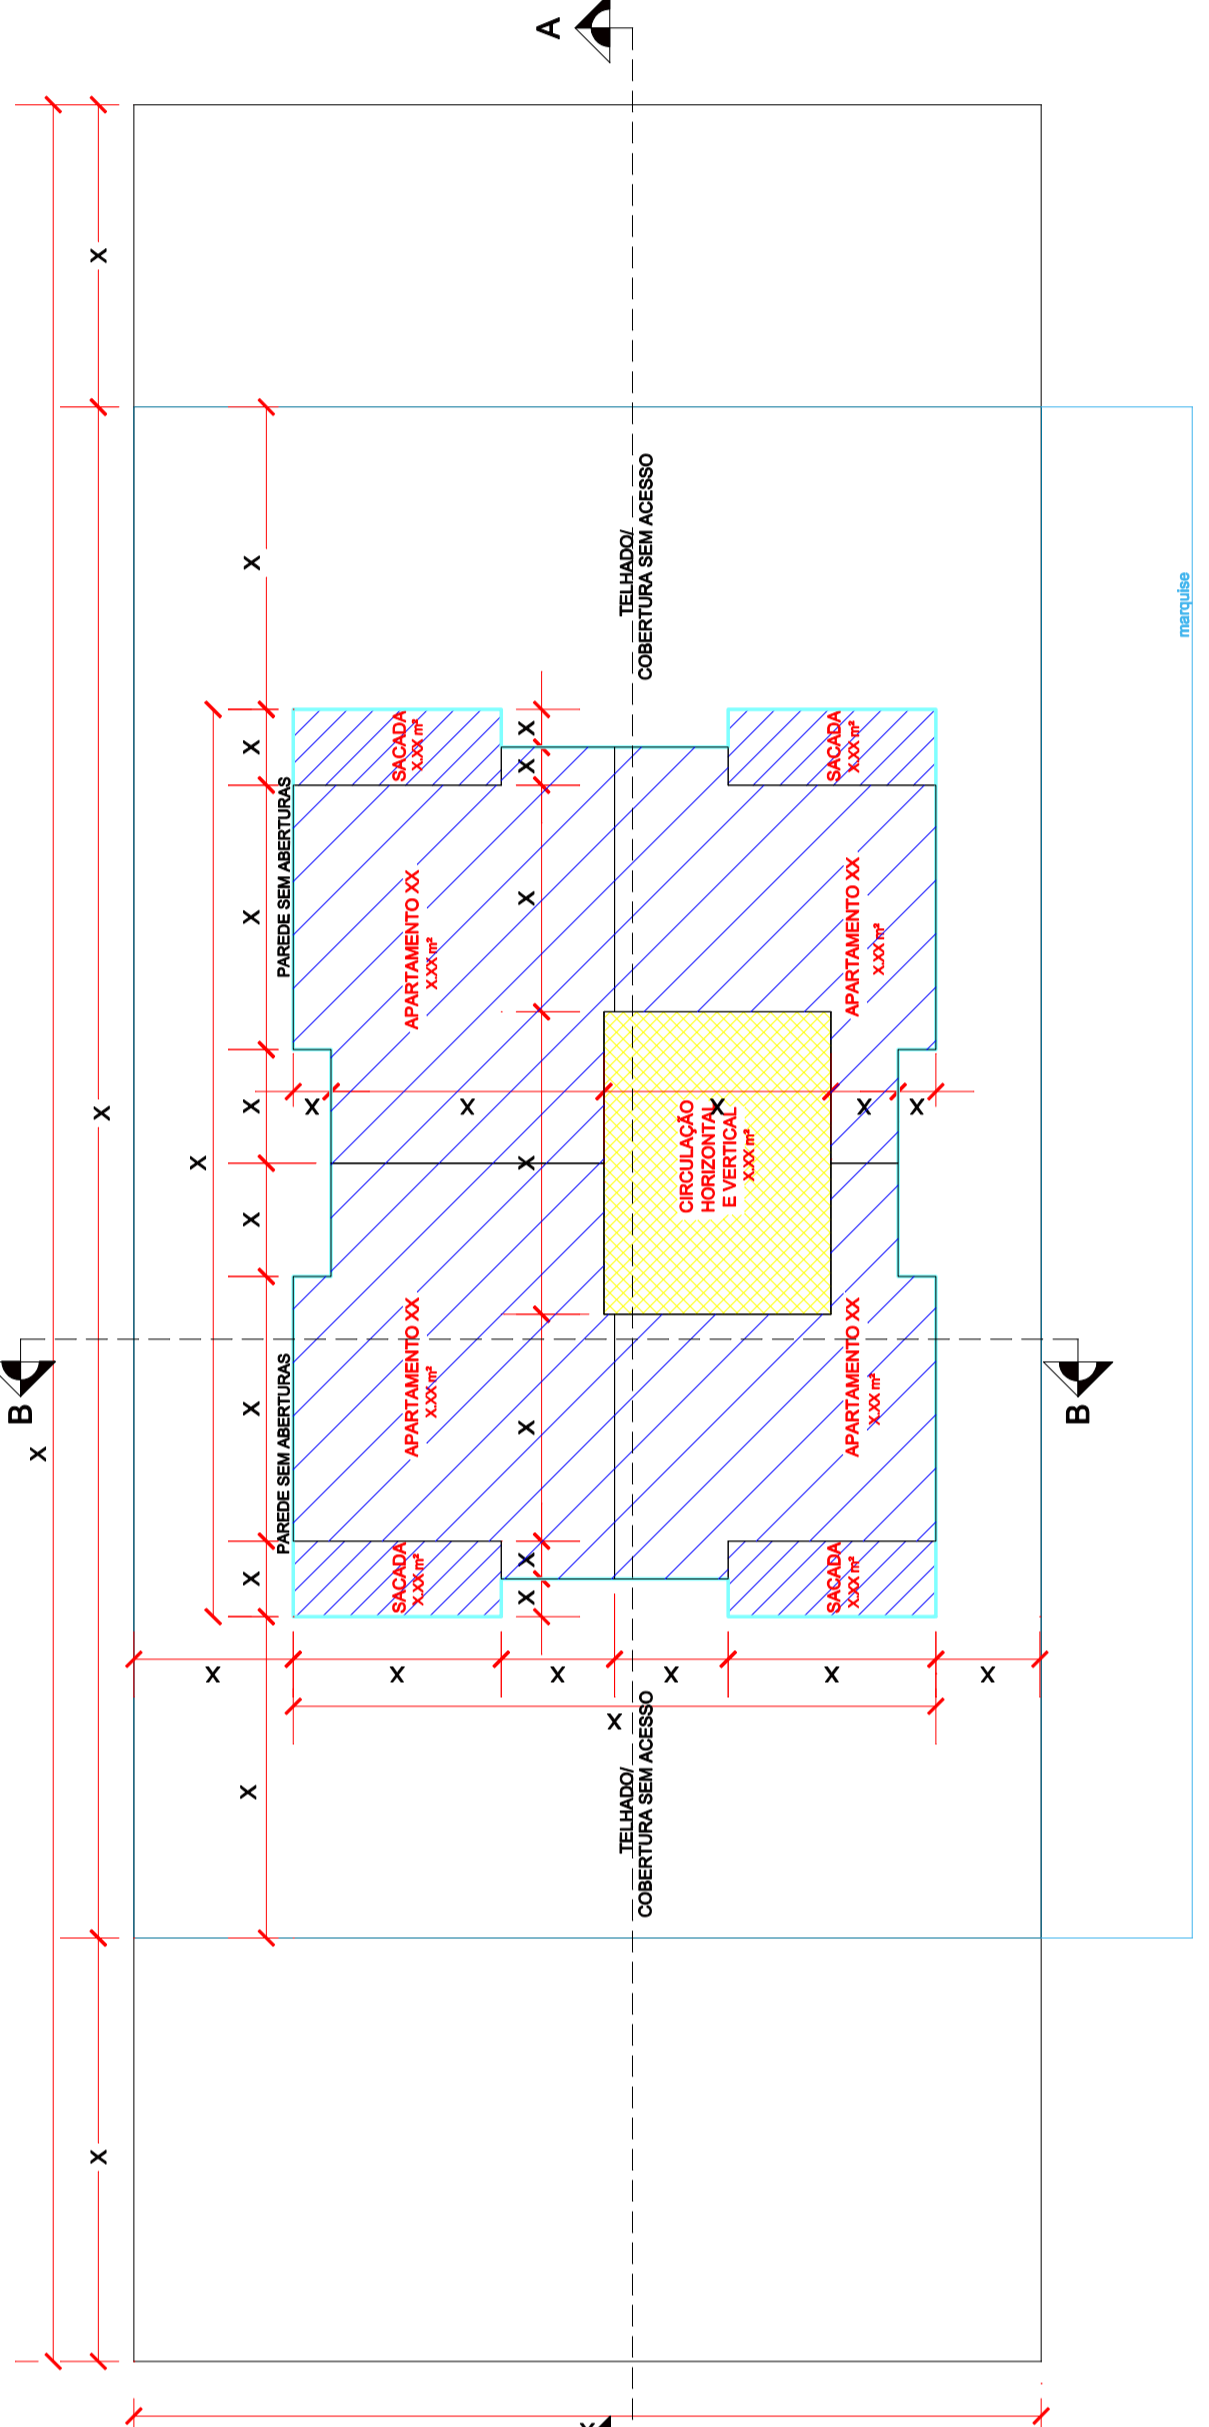 A
X
X
X
TELHADO/
COBERTURA SEM ACESSO
marquise
SACADA
X.XX m²
SACADA
X.XX m²
X
X
X
PAREDE SEM ABERTURAS
APARTAMENTO XX
X.XX m²
APARTAMENTO XX
X.XX m²
X
X
X
X
X
X
X
X
X
CIRCULAÇÃO
HORIZONTAL
E VERTICAL
X.XX m²
X
X
X
B
B
X
PAREDE SEM ABERTURAS
APARTAMENTO XX
X.XX m²
APARTAMENTO XX
X.XX m²
X
X
SACADA
X.XX m²
SACADA
X.XX m²
X
X
X
X
X
X
X
X
X
X
X
TELHADO/
COBERTURA SEM ACESSO
X
X